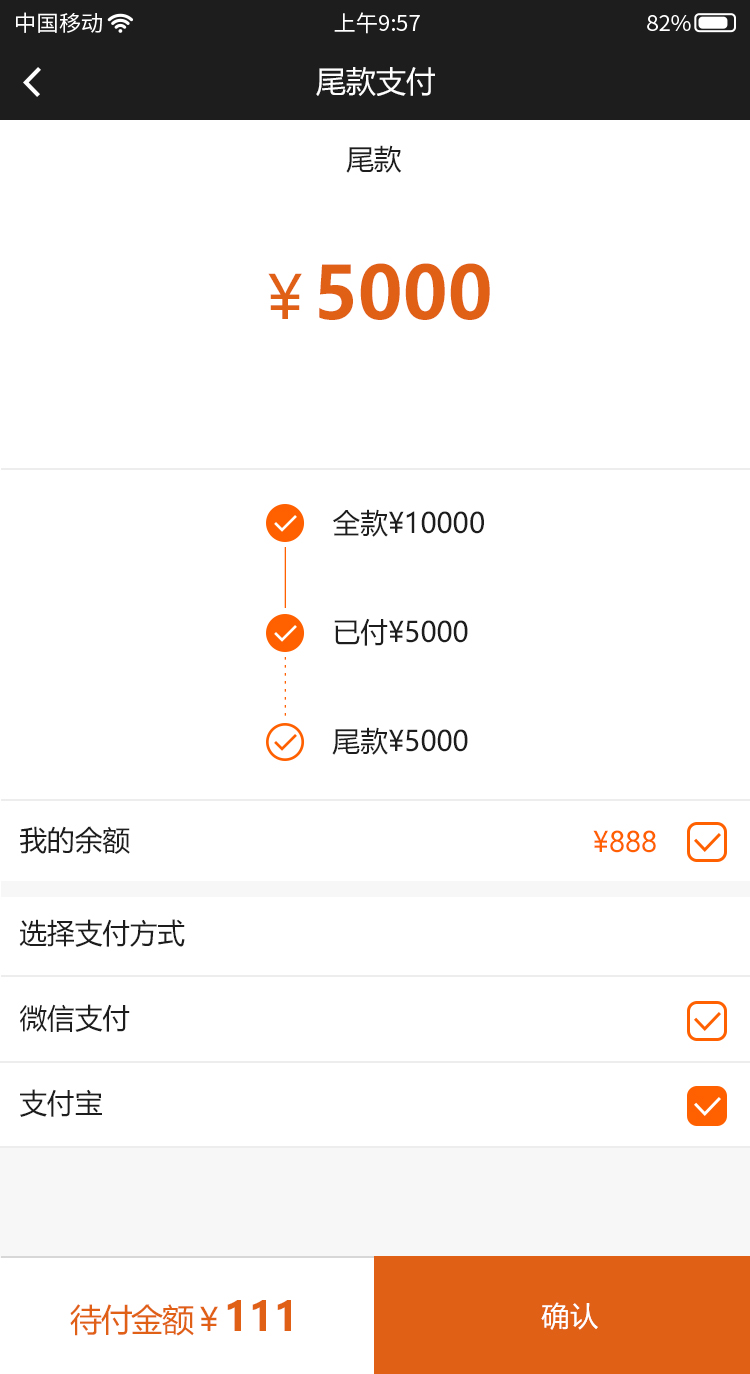 中国移动 上午9:57 82%
尾款支付
尾款
¥5000
全款¥10000
已付¥5000
尾款¥5000
我的余额 ¥888
选择支付方式
微信支付
支付宝
待付金额¥111 确认